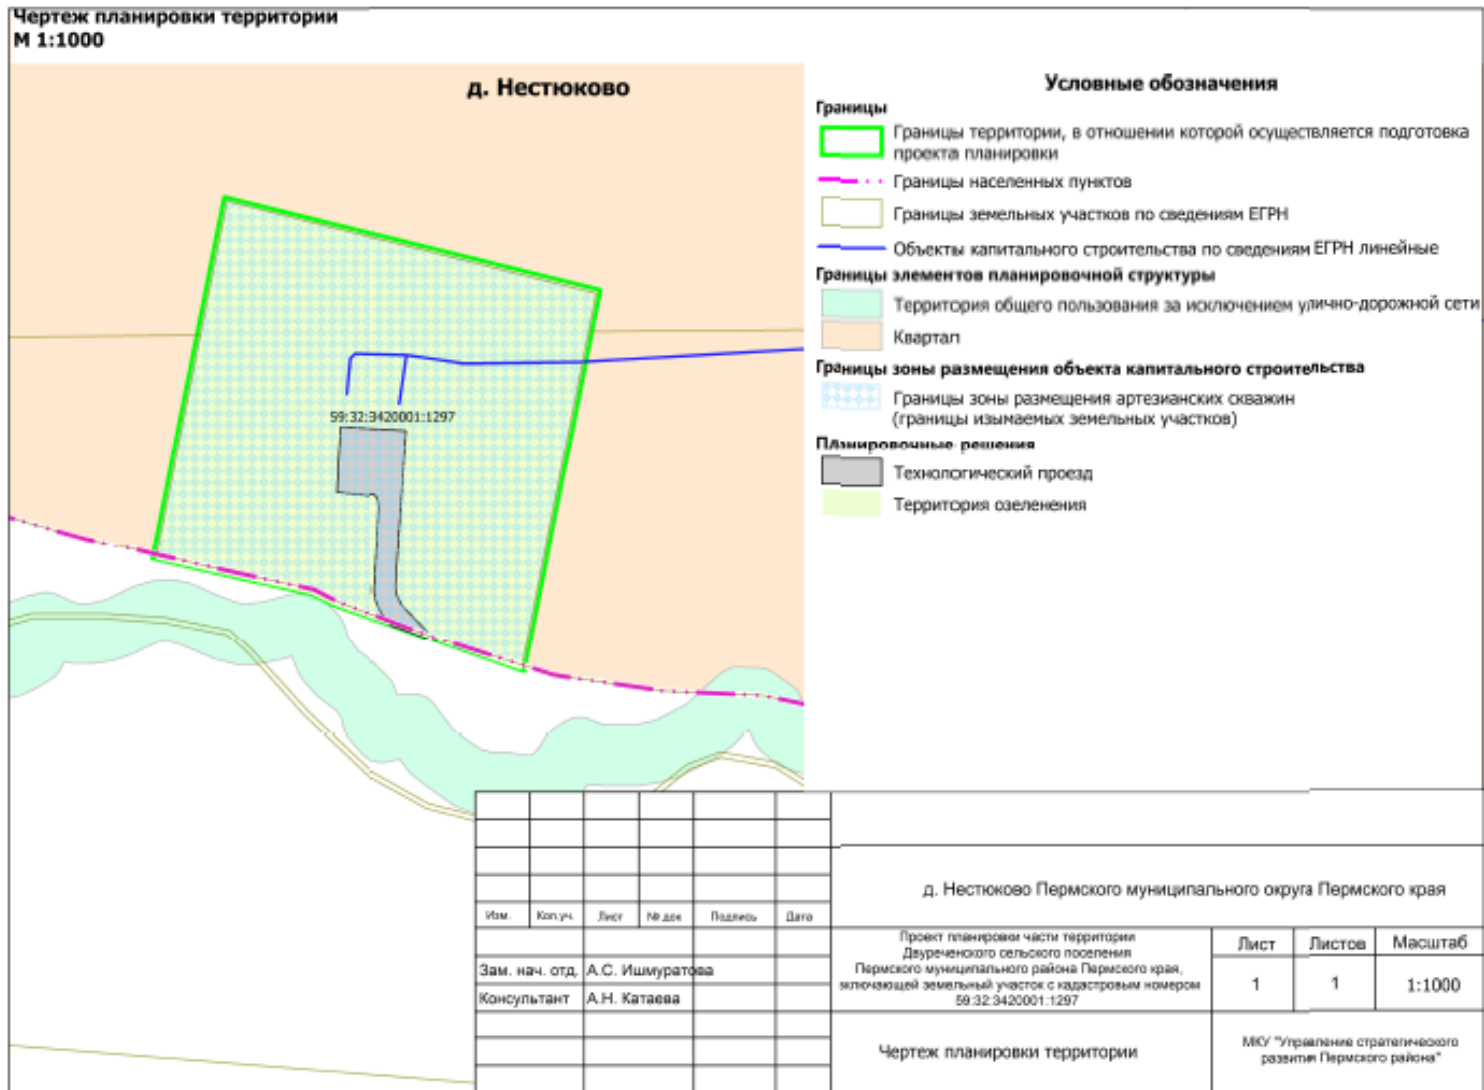 Чертеж планировки территории
М 1:1000
д. Нестюково
59:32:3420001:1297
Условные обозначения
Границы
Границы территории, в отношении которой осуществляется подготовка
проекта планировки
Границы населенных пунктов
Границы земельных участков по сведениям ЕГРН
Объекты капитального строительства по сведениям ЕГРН линейные
Границы элементов планировочной структуры
Территория общего пользования за исключением улично-дорожной сети
Квартал
Границы зоны размещения объекта капитального строительства
Границы зоны размещения артезианских скважин
(границы изымаемых земельных участков)
Планировочные решения
Технологический проезд
Территория озеленения
д. Нестюково Пермского муниципального округа Пермского края
Изм. Кол.уч. Лист № док Подпись Дата
Зам. нач. отд. А.С. Ишмуратова
Консультант А.Н. Катаева
Проект планировки части территории
Двуреченского сельского поселения
Пермского муниципального района Пермского края,
включающей земельный участок с кадастровым номером
59:32:3420001:1297
Лист Листов Масштаб
1 1 1:1000
Чертеж планировки территории
МКУ "Управление стратегического
развития Пермского района"